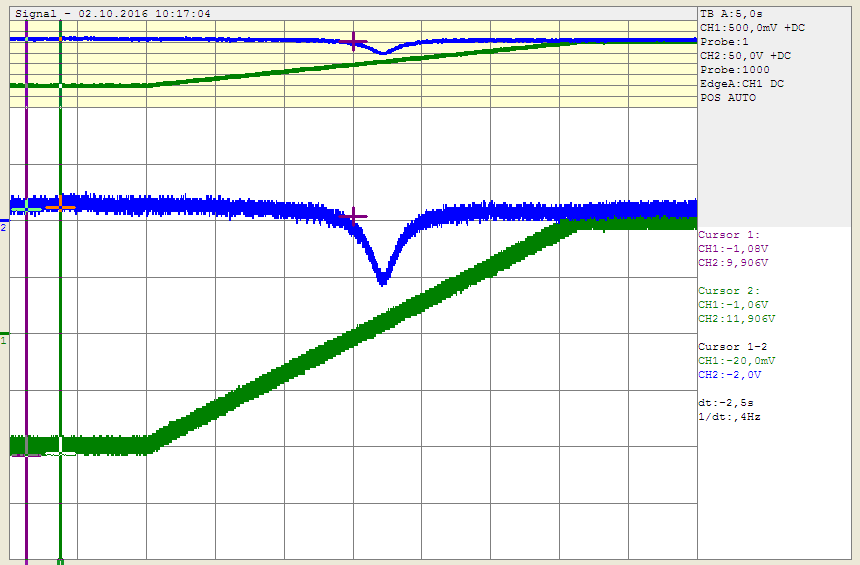 Signal - 02.10.2016 10:17:04
TB A:5,0s
CH1:500,0mV +DC
Probe:1
CH2:50,0V +DC
Probe:1000
EdgeA:CH1 DC
POS AUTO
2
1
Cursor 1:
CH1:-1,08V
CH2:9,906V
Cursor 2:
CH1:-1,06V
CH2:11,906V
Cursor 1-2
CH1:-20,0mV
CH2:-2,0V
dt:-2,5s
1/dt:,4Hz